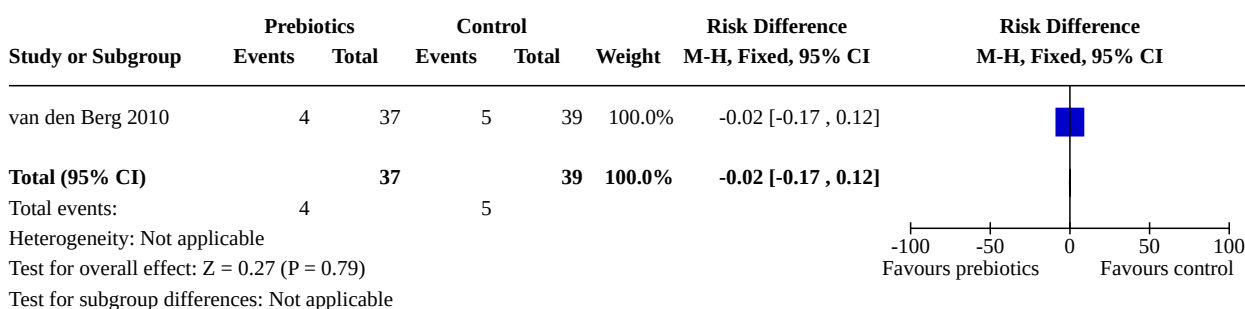 Prebiotics Control Risk Difference Risk Difference
Study or Subgroup Events Total Events Total Weight M-H, Fixed, 95% CI M-H, Fixed, 95% CI
van den Berg 2010 4 37 5 39 100.0% -0.02 [-0.17 , 0.12]
Total (95% CI) 37 39 100.0% -0.02 [-0.17 , 0.12]
Total events: 4 5
Heterogeneity: Not applicable
-100 -50 0 50 100
Test for overall effect: Z = 0.27 (P = 0.79)
Favours prebiotics Favours control
Test for subgroup differences: Not applicable